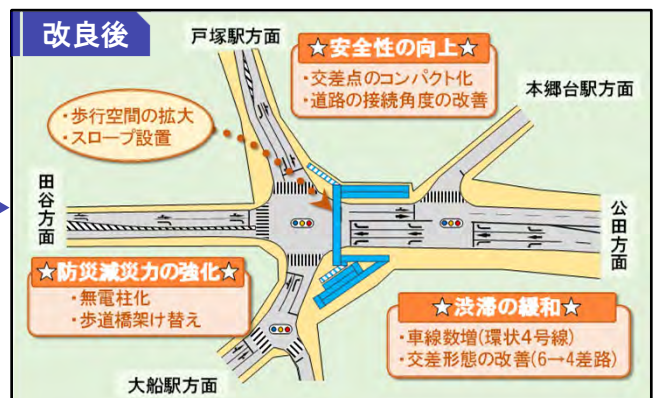 改良後
戸塚駅方面
★安全性の向上★
・交差点のコンパクト化
・道路の接続角度の改善
本郷台駅方面
・歩行空間の拡大
・スロープ設置
田谷方面
公田方面
★防災減災力の強化★
・無電柱化
・歩道橋架け替え
★渋滞の緩和★
・車線数増(環状4号線)
・交差形態の改善(6→4差路)
大船駅方面